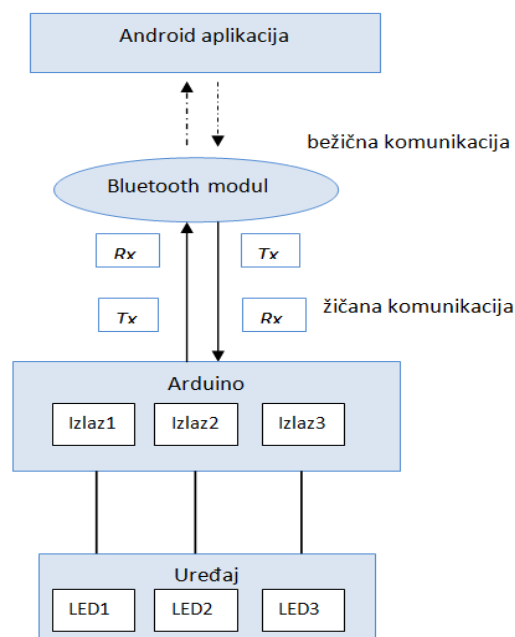 Android aplikacija
bežična komunikacija
Bluetooth modul
Rx
Tx
Tx
Rx
žičana komunikacija
Arduino
Izlaz1
Izlaz2
Izlaz3
Uređaj
LED1
LED2
LED3